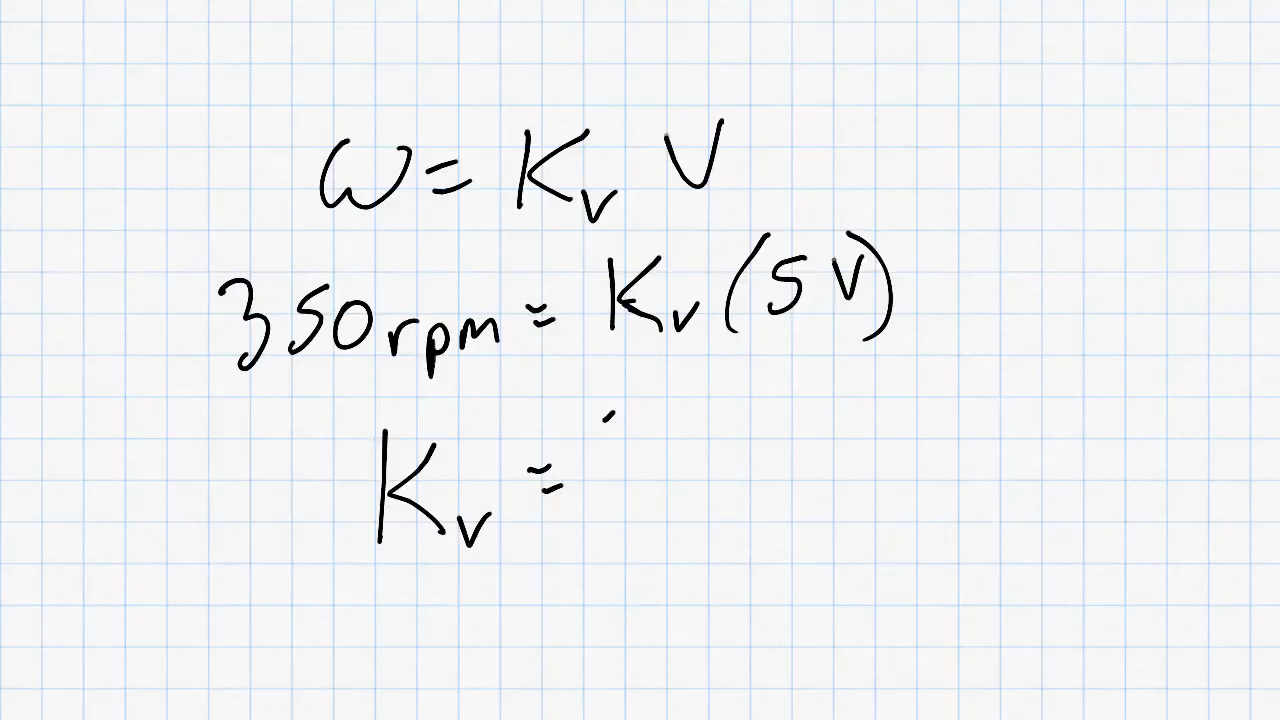 ω = Kᵥ V
350 rpm = Kᵥ (5 V)
Kᵥ =